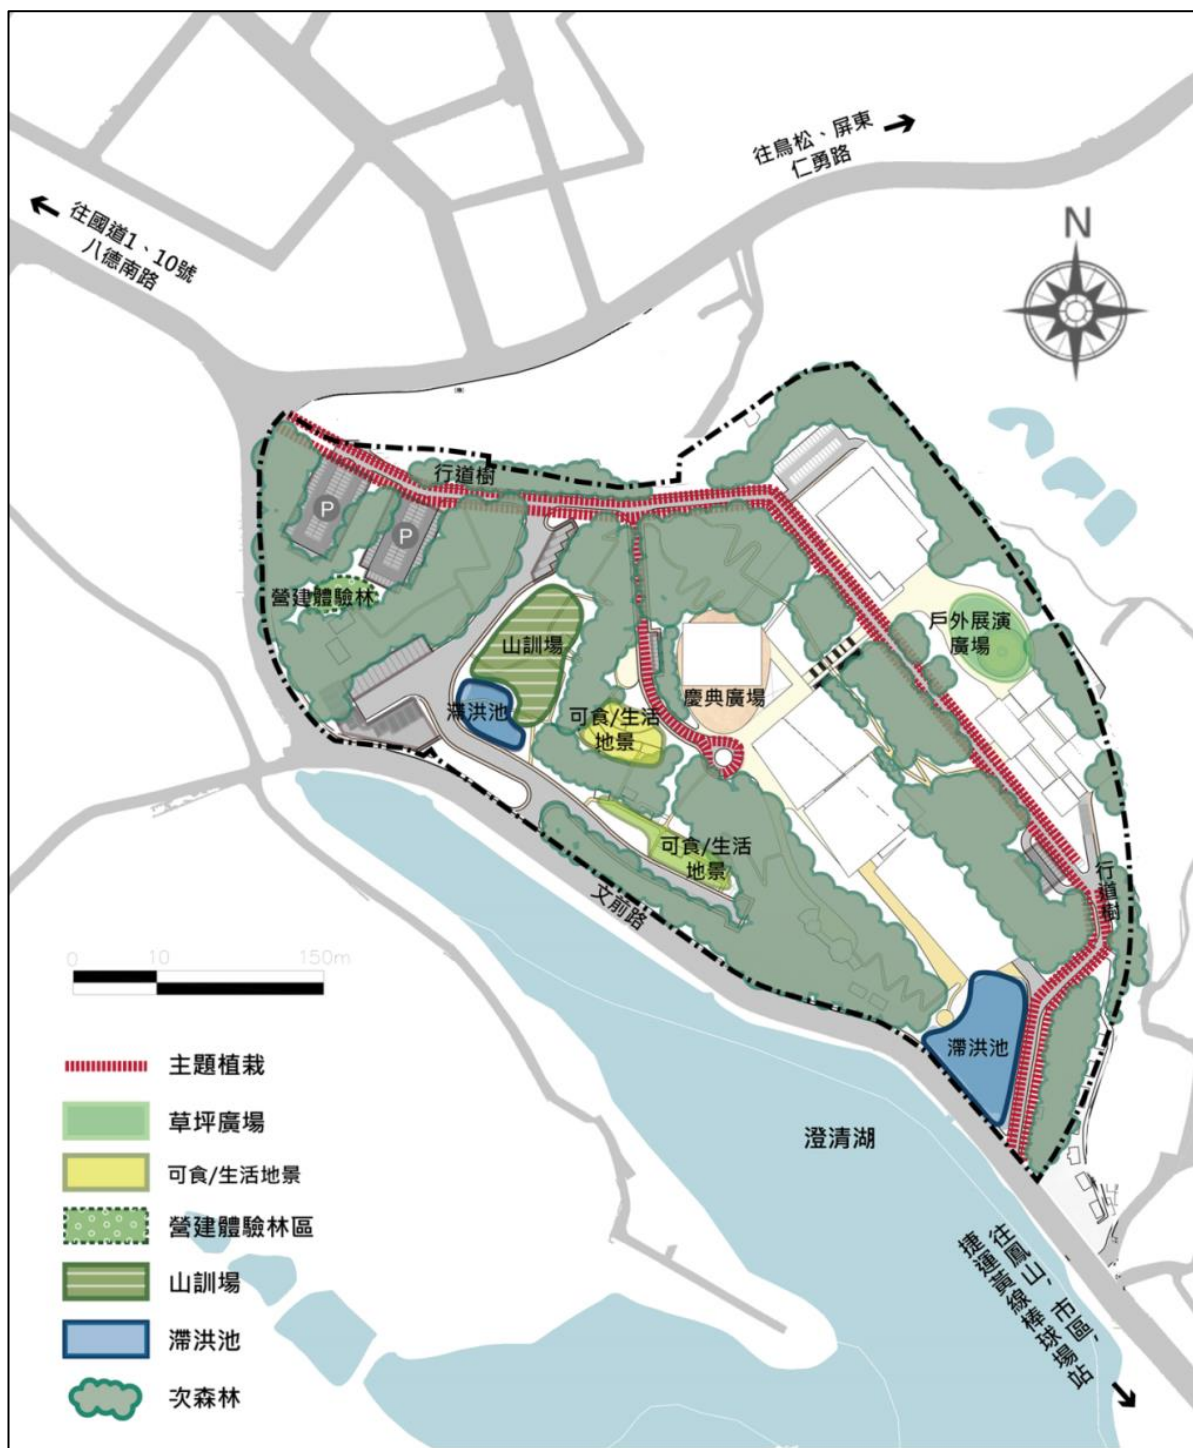 往鳥松、屏東
仁勇路
往國道1、10號
八德南路
N
行道樹
P
P
營建體驗林
山訓場
戶外展演
廣場
慶典廣場
滯洪池
可食/生活
地景
可食/生活
地景
行道樹
文前路
滯洪池
澄清湖
往鳳山，市區，
捷運黃線棒球場站
0
10
150m
主題植栽
草坪廣場
可食/生活地景
營建體驗林區
山訓場
滯洪池
次森林